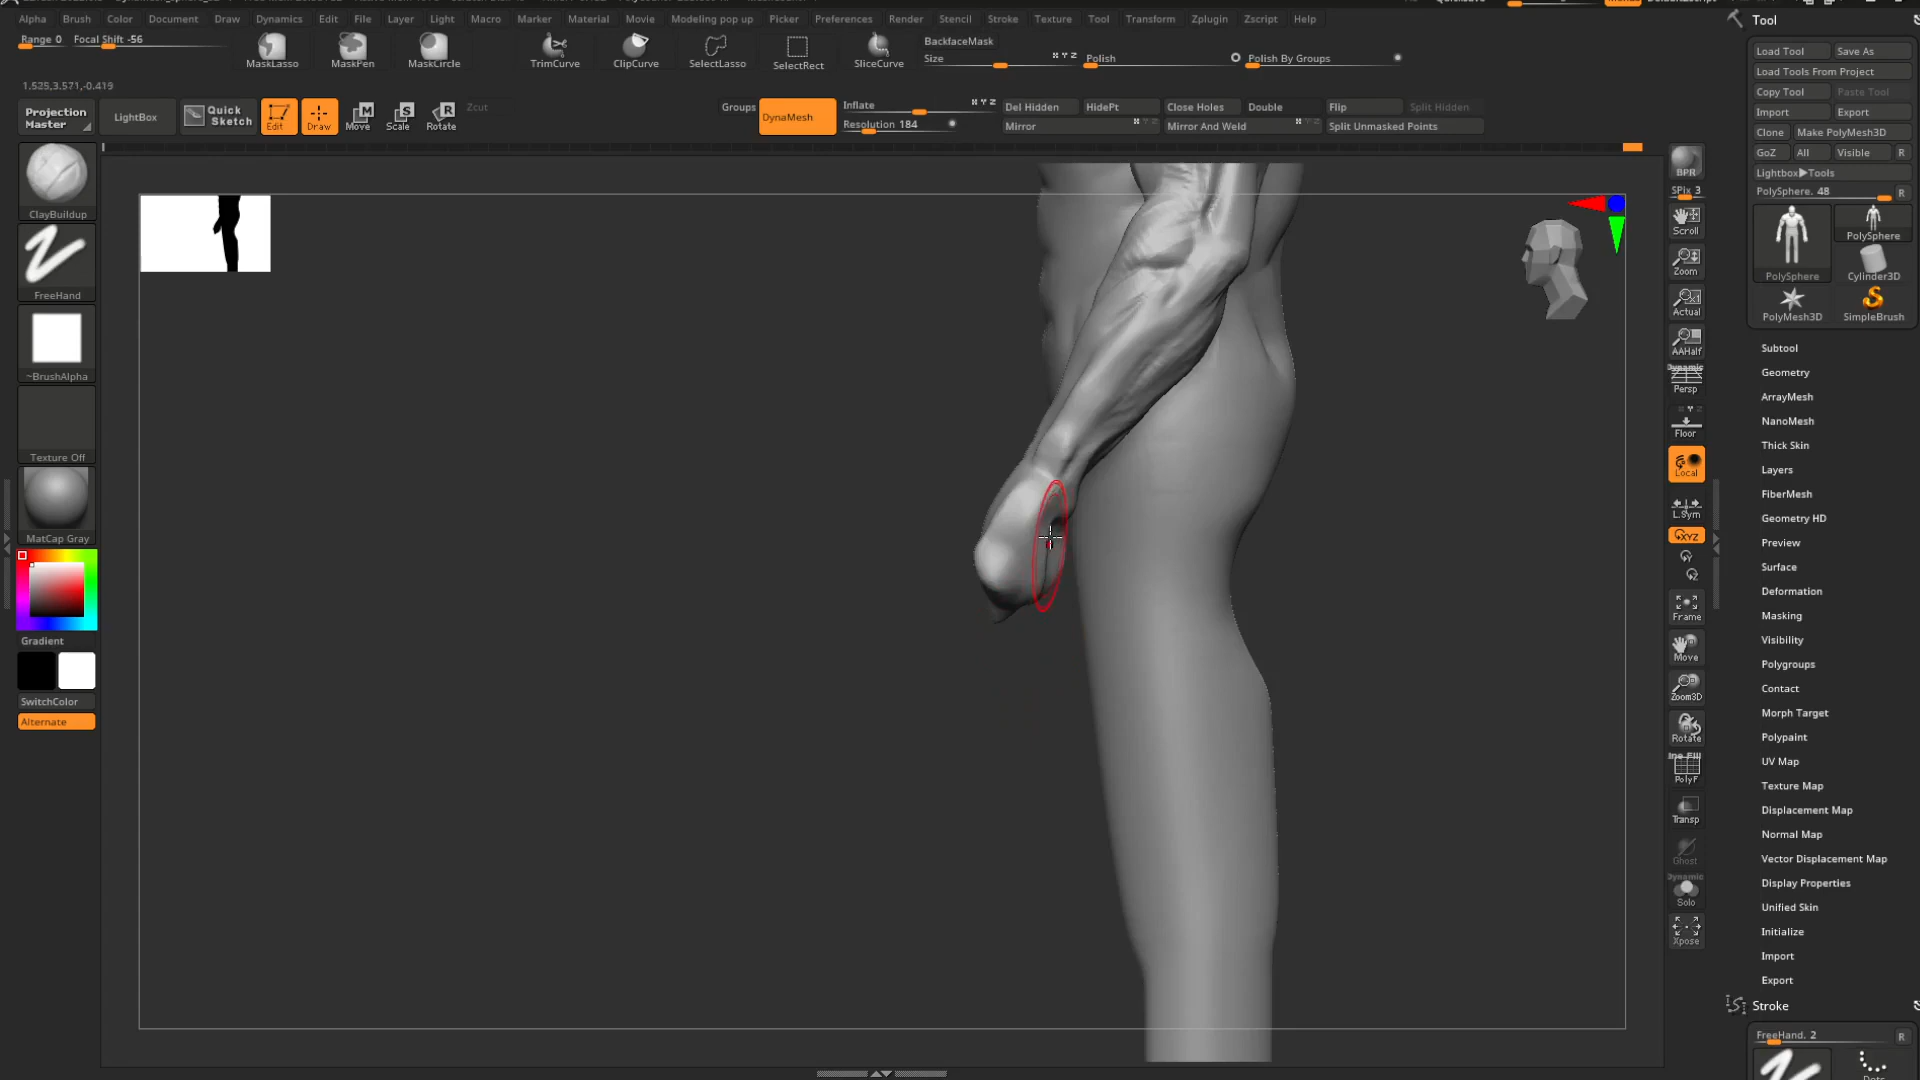 Alpha Brush Color Document Draw Dynamics Edit File Layer Light Macro Marker Material Movie Modeling pop up Picker Preferences Render Stencil Stroke Texture Tool Transform Zplugin Zscript Help
Range 0 Focal Shift -56
MaskLasso MaskPen MaskCircle TrimCurve ClipCurve SelectLasso SelectRect SliceCurve
BackfaceMask
Size Polish Polish By Groups
1.525,3.571,-0.419
Projection Master LightBox Quick Sketch Edit Draw Move Scale Rotate Zcut
Groups DynaMesh Inflate Resolution 184
Del Hidden HidePt Close Holes Double Flip Split Hidden
Mirror Mirror And Weld Split Unmasked Points
ClayBuildup
FreeHand
~BrushAlpha
Texture Off
MatCap Gray
Gradient
SwitchColor
Alternate
BPR
SPix 3
Scroll
Zoom
Actual
AAHalf
Dynamic
Persp
Floor
Local
L.Sym
XYZ
Frame
Move
Zoom3D
Rotate
Line Fill
PolyF
Transp
Ghost
Dynamic
Solo
Xpose
Tool
Load Tool Save As
Load Tools From Project
Copy Tool Paste Tool
Import Export
Clone Make PolyMesh3D
GoZ All Visible R
Lightbox▶Tools
PolySphere. 48 R
PolySphere
PolySphere Cylinder3D
PolyMesh3D SimpleBrush
Subtool
Geometry
ArrayMesh
NanoMesh
Thick Skin
Layers
FiberMesh
Geometry HD
Preview
Surface
Deformation
Masking
Visibility
Polygroups
Contact
Morph Target
Polypaint
UV Map
Texture Map
Displacement Map
Normal Map
Vector Displacement Map
Display Properties
Unified Skin
Initialize
Import
Export
Stroke
FreeHand. 2 R